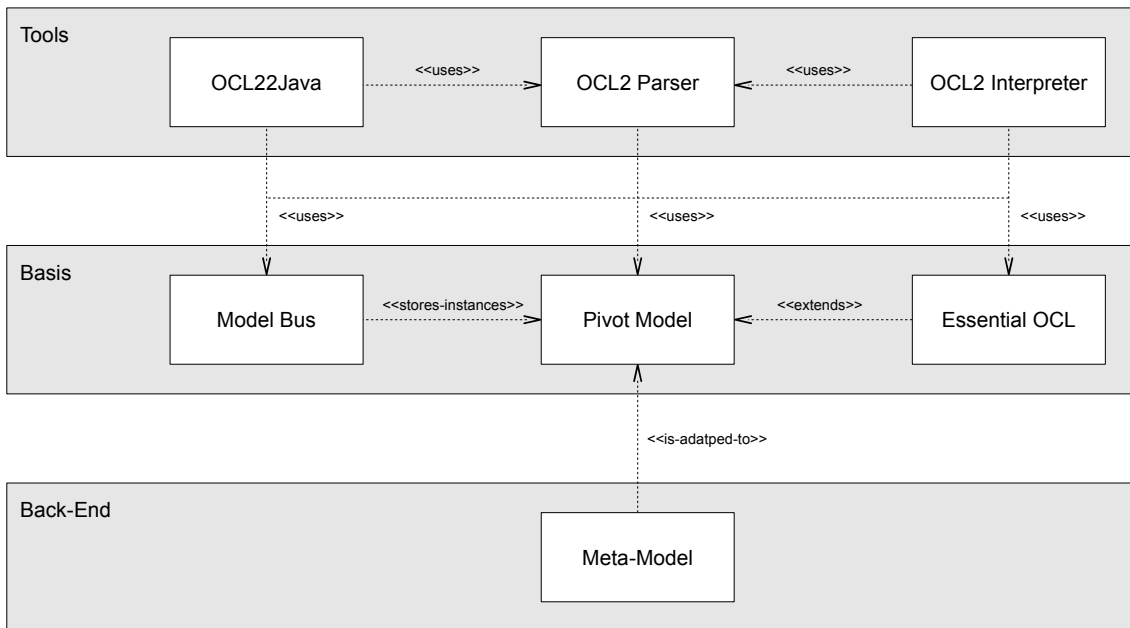 Tools
OCL22Java
<<uses>>
OCL2 Parser
<<uses>>
OCL2 Interpreter
<<uses>>
<<uses>>
<<uses>>
Basis
Model Bus
<<stores-instances>>
Pivot Model
<<extends>>
Essential OCL
<<is-adatped-to>>
Back-End
Meta-Model